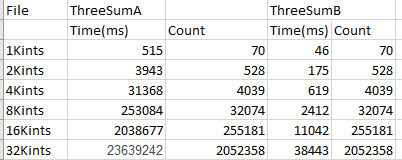 File ThreeSumA ThreeSumB
Time(ms) Count Time(ms) Count
1Kints 515 70 46 70
2Kints 3943 528 175 528
4Kints 31368 4039 619 4039
8Kints 253084 32074 2412 32074
16Kints 2038677 255181 11042 255181
32Kints 23639242 2052358 38443 2052358